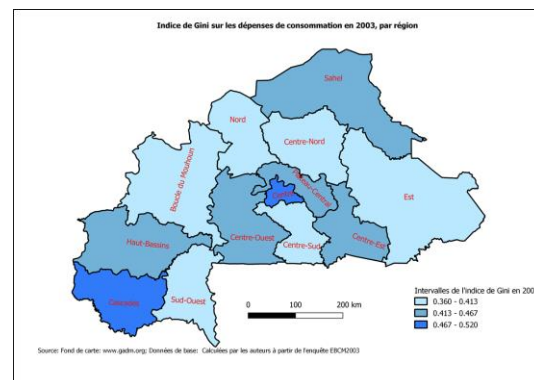 Indice de Gini sur les dépenses de consommation en 2003, par région
Sahel
Nord
Centre-Nord
Boucle du Mouhoun
Plateau-Central
Est
Centre
Haut-Bassins
Centre-Ouest
Centre-Sud
Centre-Est
Cascades
Sud-Ouest
0 100 200 km
Intervalles de l'indice de Gini en 200
0.360 - 0.413
0.413 - 0.467
0.467 - 0.520
Source: Fond de carte: www.gadm.org; Données de base: Calculées par les auteurs à partir de l'enquête EBCM2003